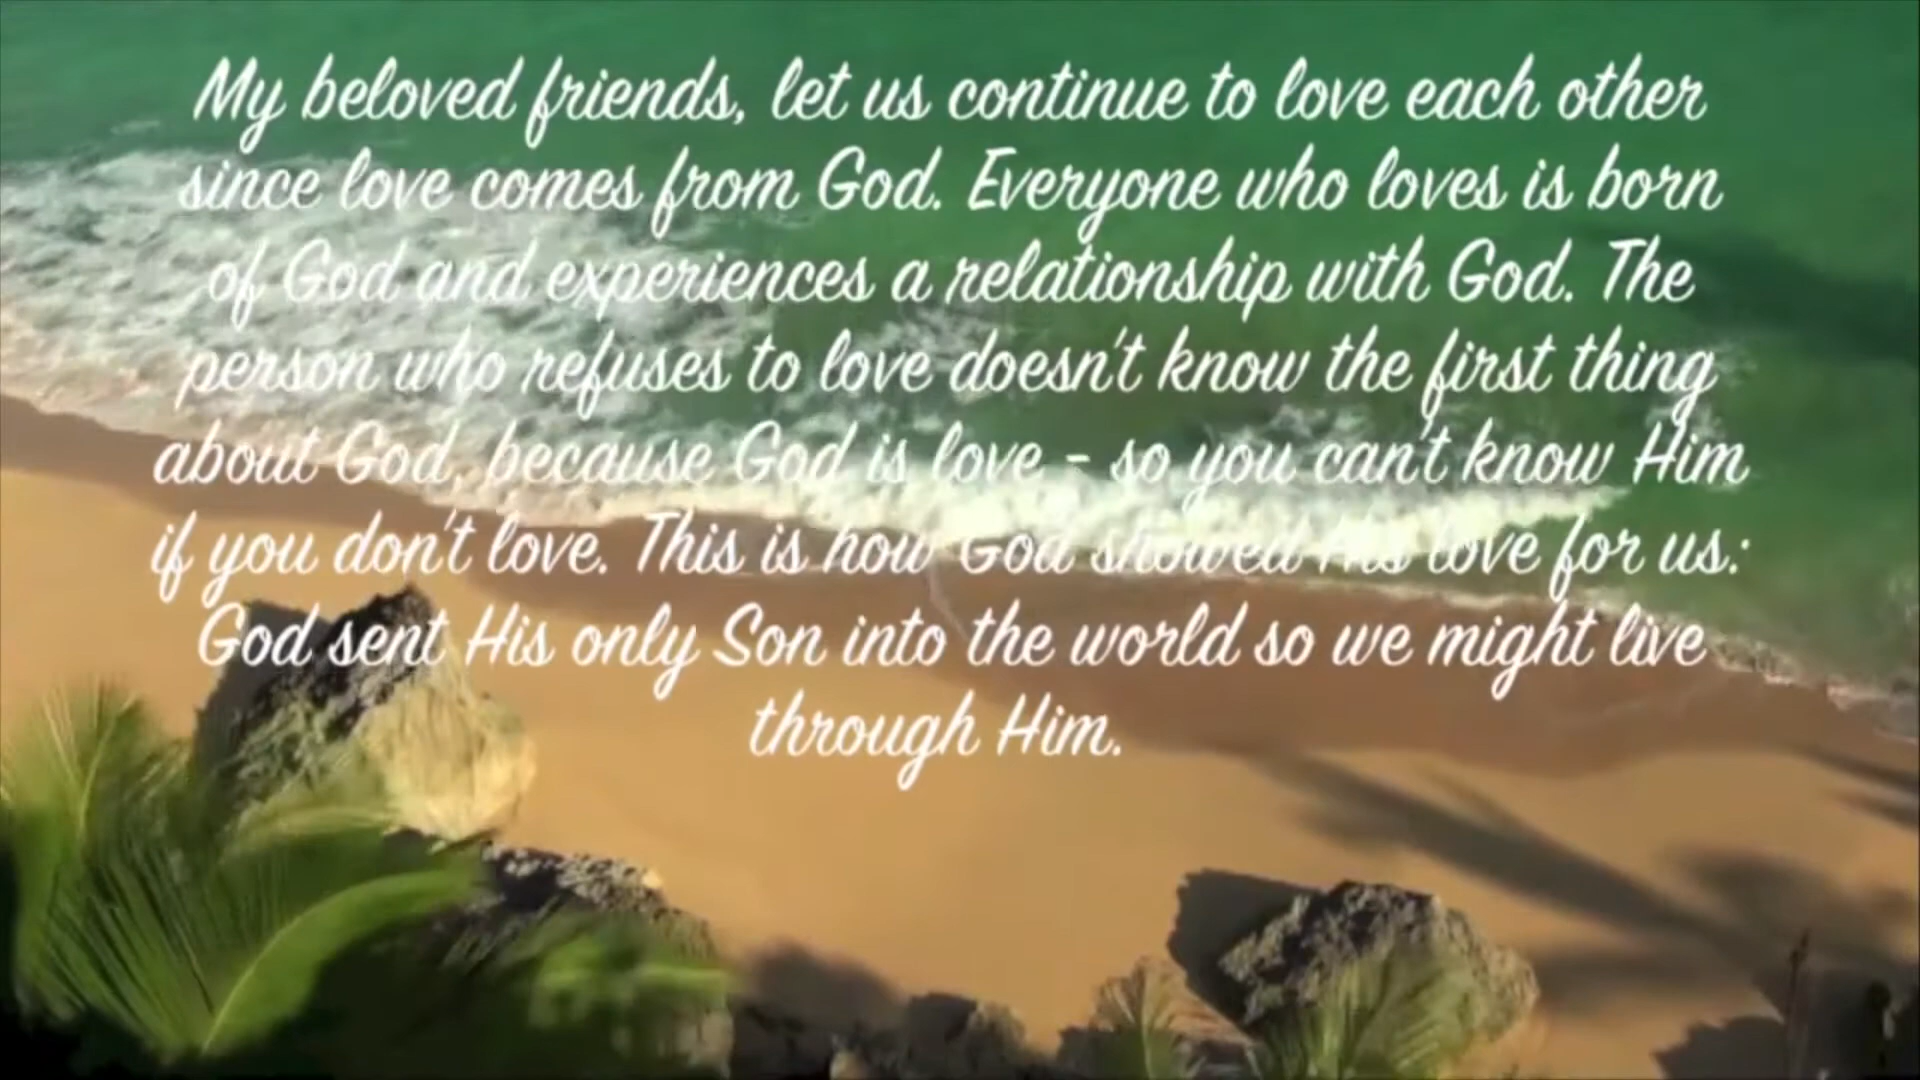 My beloved friends, let us continue to love each other
since love comes from God. Everyone who loves is born
of God and experiences a relationship with God. The
person who refuses to love doesn't know the first thing
about God, because God is love - so you can't know Him
if you don't love. This is how God showed His love for us:
God sent His only Son into the world so we might live
through Him.